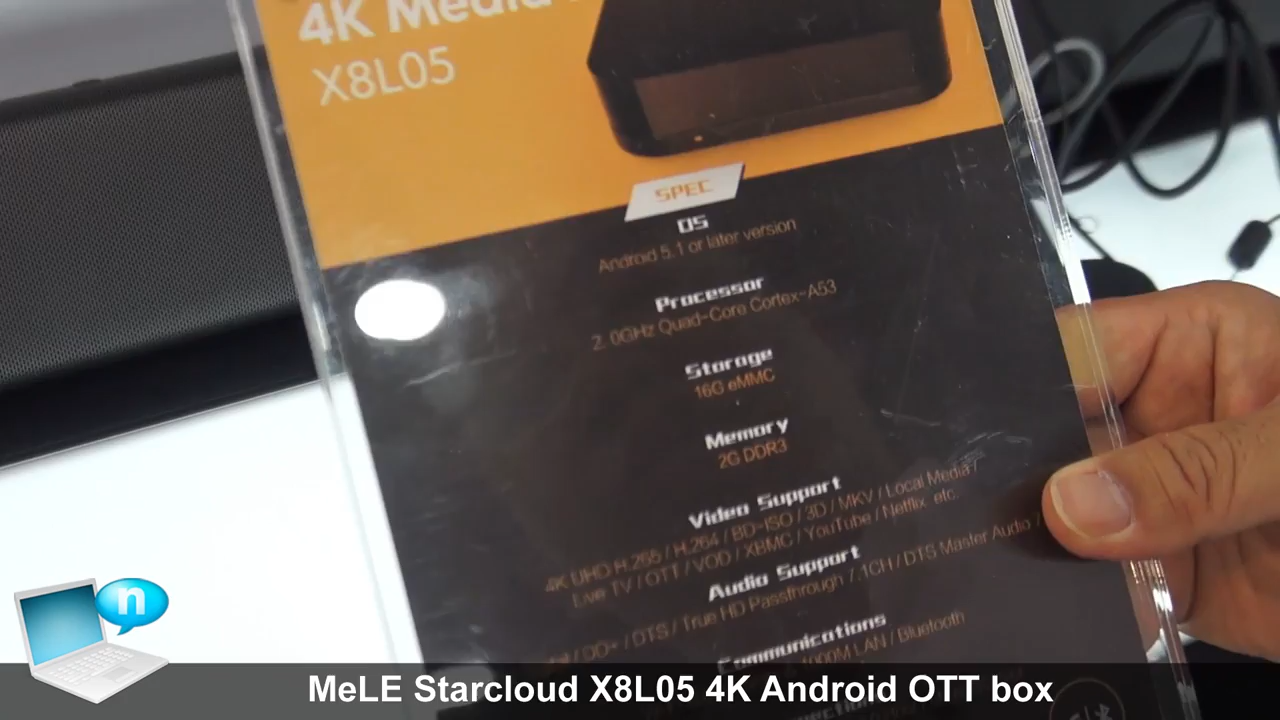 4K Media
X8L05
SPEC
OS
Android 5.1 or later version
Processor
2. 0GHz Quad-Core Cortex-A53
Storage
16G eMMC
Memory
2G DDR3
Video Support
4K UHD H.265 / H.264 / BD-ISO / 3D / MKV / Local Media /
Live TV / OTT / VOD / XBMC / YouTube / Netflix etc.
Audio Support
/ DD+ / DTS / True HD Passthrough 7.1CH / DTS Master Audio /
Communications
1000M LAN / Bluetooth
n
MeLE Starcloud X8L05 4K Android OTT box